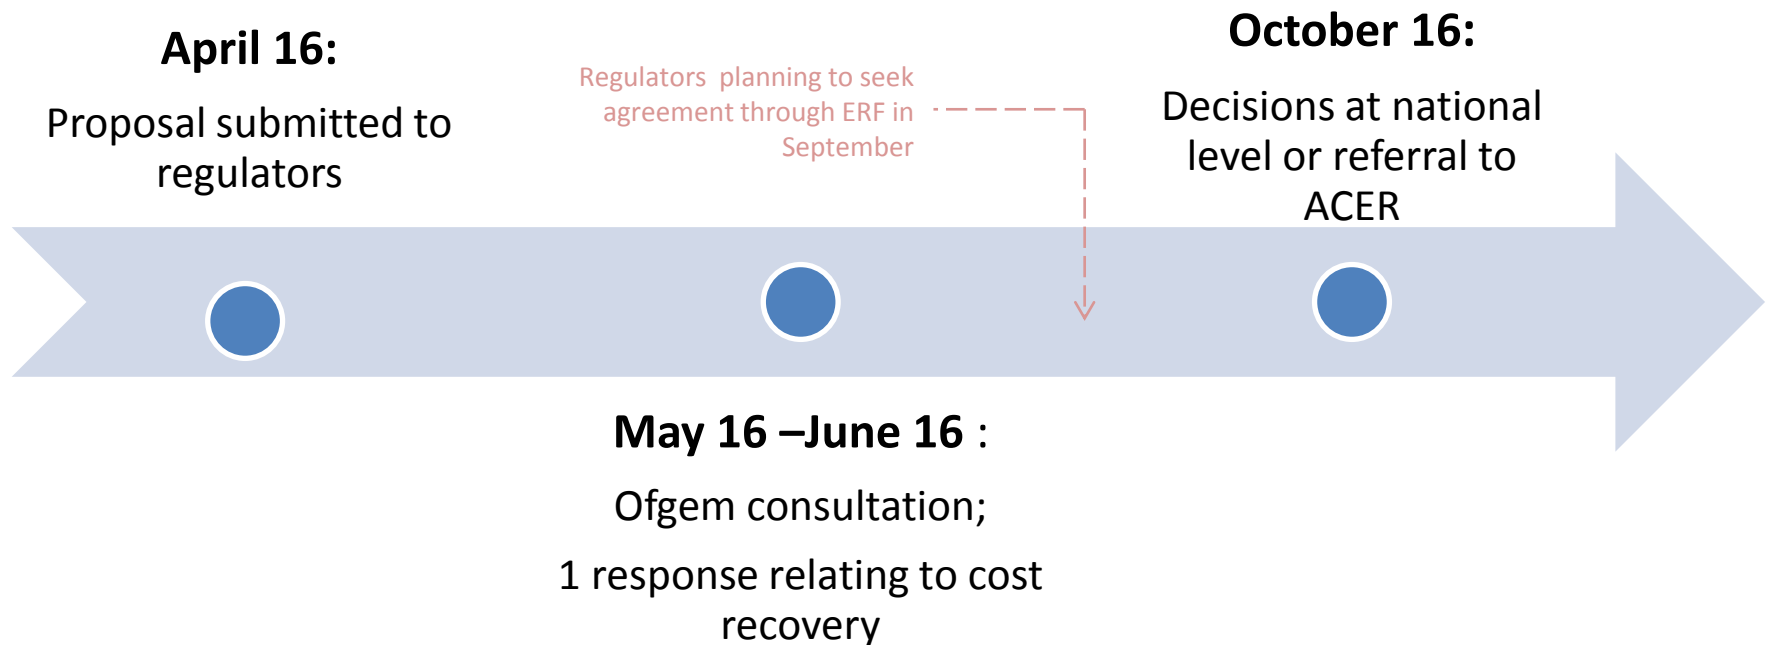 April 16:
Proposal submitted to
regulators
Regulators planning to seek
agreement through ERF in
September
October 16:
Decisions at national
level or referral to
ACER
May 16 –June 16 :
Ofgem consultation;
1 response relating to cost
recovery